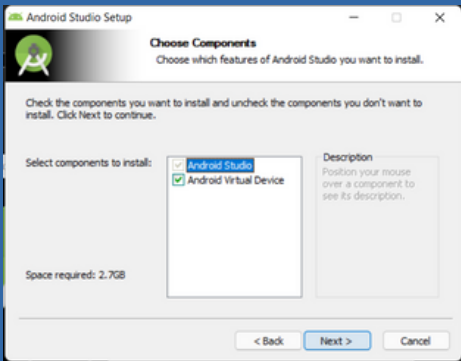 Android Studio Setup
Choose Components
Choose which features of Android Studio you want to install.
Check the components you want to install and uncheck the components you don't want to
install. Click Next to continue.
Select components to install:
Android Studio
Android Virtual Device
Description
Position your mouse
over a component to
see its description.
Space required: 2.7GB
< Back
Next >
Cancel